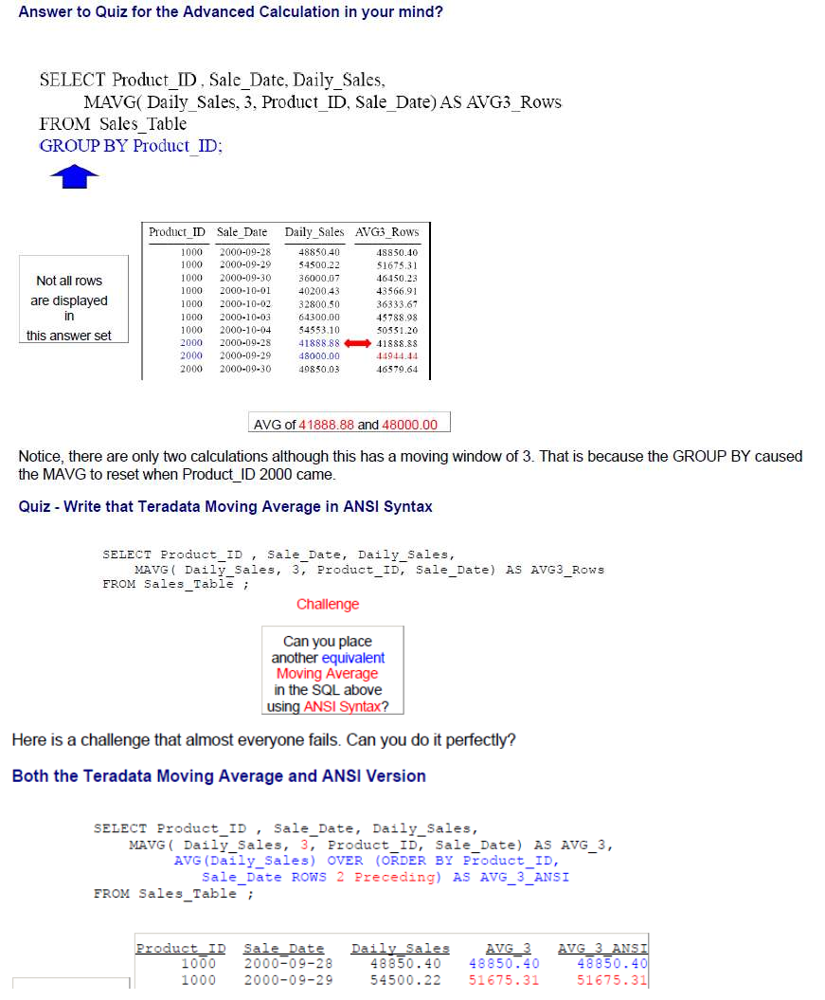 Answer to Quiz for the Advanced Calculation in your mind?
SELECT Product_ID , Sale_Date, Daily_Sales,
MAVG( Daily_Sales, 3, Product_ID, Sale_Date) AS AVG3_Rows
FROM Sales_Table
GROUP BY Product_ID;
Product_ID Sale_Date Daily_Sales AVG3_Rows
1000 2000-09-28 48850.40 48850.40
1000 2000-09-29 54500.22 51675.31
1000 2000-09-30 36000.07 46450.23
1000 2000-10-01 40200.43 43566.91
1000 2000-10-02 32800.50 36333.67
1000 2000-10-03 64300.00 45788.98
1000 2000-10-04 54553.10 50551.20
2000 2000-09-28 41888.88 41888.88
2000 2000-09-29 48000.00 44944.44
2000 2000-09-30 49850.03 46579.64
Not all rows
are displayed
in
this answer set
AVG of 41888.88 and 48000.00
Notice, there are only two calculations although this has a moving window of 3. That is because the GROUP BY caused
the MAVG to reset when Product_ID 2000 came.
Quiz - Write that Teradata Moving Average in ANSI Syntax
SELECT Product_ID , Sale_Date, Daily_Sales,
MAVG( Daily_Sales, 3, Product_ID, Sale_Date) AS AVG3_Rows
FROM Sales_Table ;
Challenge
Can you place
another equivalent
Moving Average
in the SQL above
using ANSI Syntax?
Here is a challenge that almost everyone fails. Can you do it perfectly?
Both the Teradata Moving Average and ANSI Version
SELECT Product_ID , Sale_Date, Daily_Sales,
MAVG( Daily_Sales, 3, Product_ID, Sale_Date) AS AVG_3,
AVG(Daily_Sales) OVER (ORDER BY Product_ID,
Sale_Date ROWS 2 Preceding) AS AVG_3_ANSI
FROM Sales_Table ;
Product_ID Sale_Date Daily_Sales AVG_3 AVG_3_ANSI
1000 2000-09-28 48850.40 48850.40 48850.40
1000 2000-09-29 54500.22 51675.31 51675.31